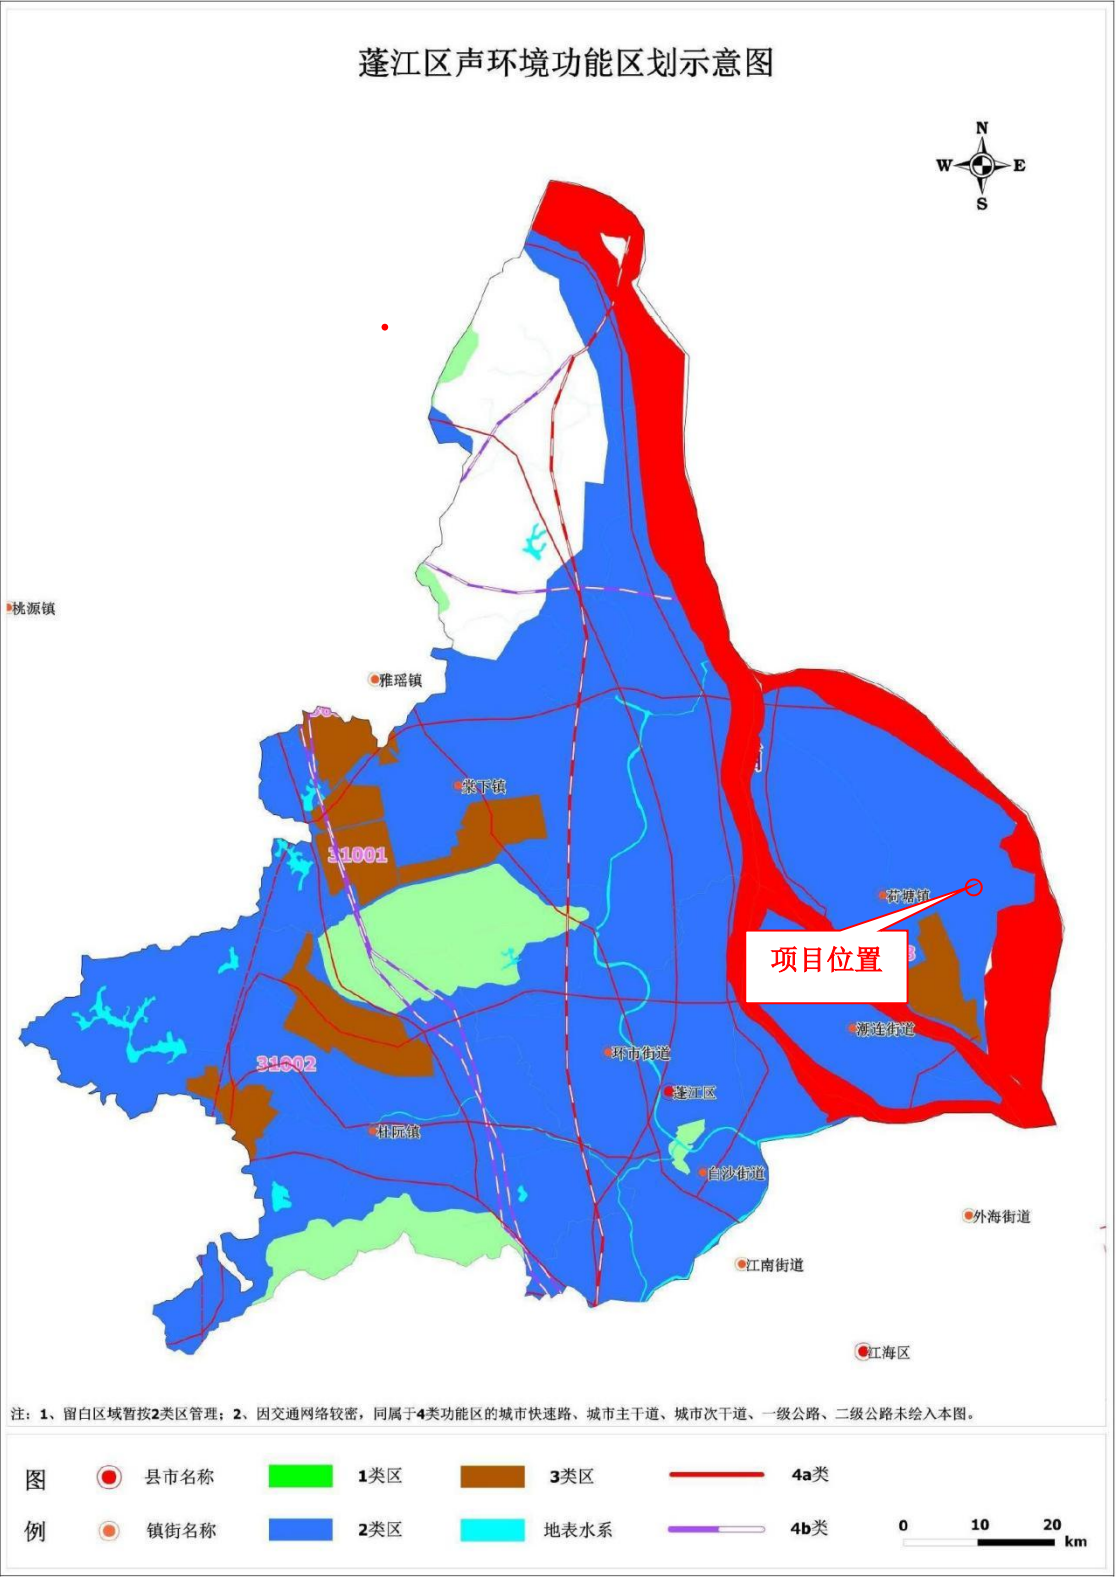 蓬江区声环境功能区划示意图
N
W E
S
桃源镇
雅瑶镇
棠下镇
31001
荷塘镇
项目位置
潮连街道
环市街道
31002
蓬江区
杜阮镇
白沙街道
外海街道
江南街道
江海区
注：1、留白区域暂按2类区管理；2、因交通网络较密，同属于4类功能区的城市快速路、城市主干道、城市次干道、一级公路、二级公路未绘入本图。
图例
县市名称
1类区
3类区
4a类
镇街名称
2类区
地表水系
4b类
0 10 20
km